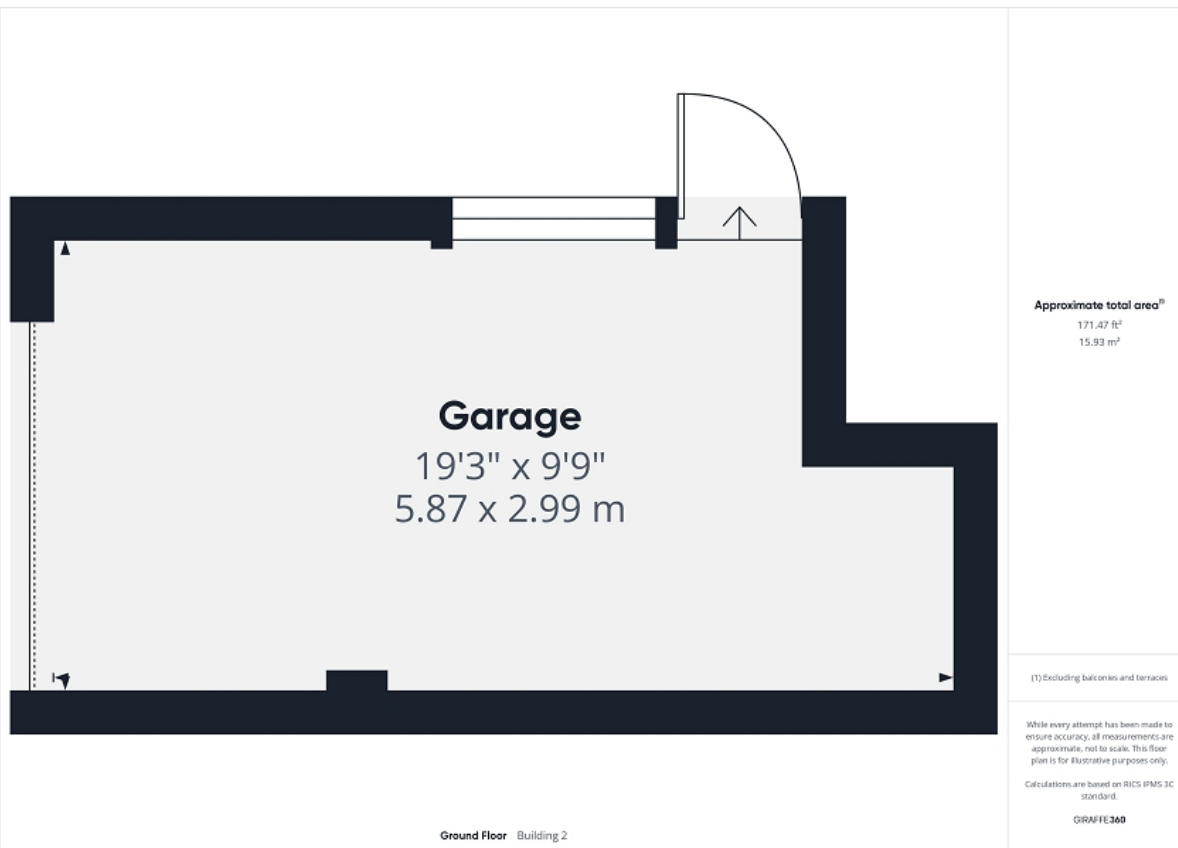 Garage
19'3" x 9'9"
5.87 x 2.99 m
Ground Floor Building 2
Approximate total area(1)
171.47 ft²
15.93 m²
(1) Excluding balconies and terraces
While every attempt has been made to
ensure accuracy, all measurements are
approximate, not to scale. This floor
plan is for illustrative purposes only.
Calculations are based on RICS IPMS 3C
standard.
GIRAFFE360